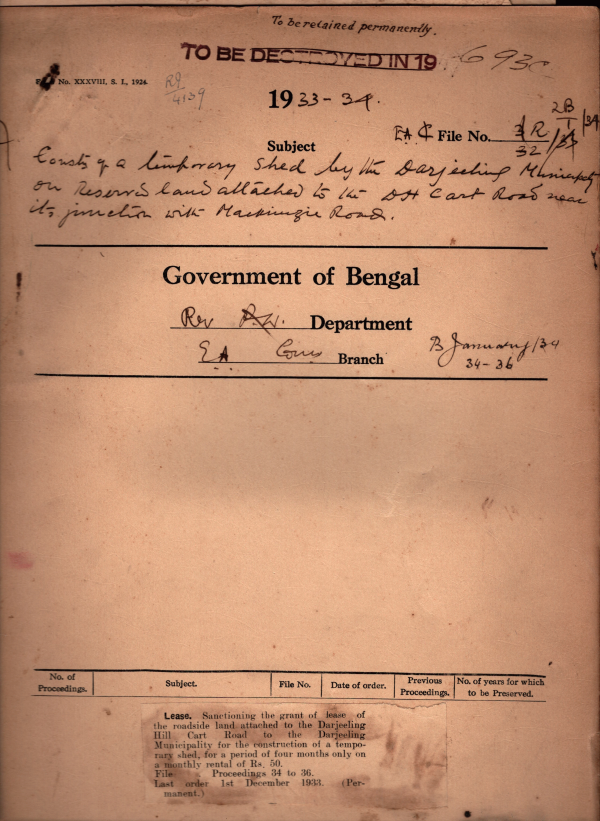 To be retained permanently.
TO BE DESTROYED IN 19
No. XXXVIII, S. I., 1924.
1933-34.
File No.
Subject
Consts of a temporary shed by the Darjeeling Municipality
on Reserved land attached to the DH Cart Road near
its junction with Mackinzie Road.
Government of Bengal
Rev P.W. Department
Branch
B January/34
34-36
No. of Proceedings.
Subject.
File No.
Date of order.
Previous Proceedings.
No. of years for which to be Preserved.
Lease. Sanctioning the grant of lease of
the roadside land attached to the Darjeeling
Hill Cart Road to the Darjeeling
Municipality for the construction of a tempo-
rary shed, for a period of four months only on
a monthly rental of Rs. 50.
File Proceedings 34 to 36.
Last order 1st December 1933. (Per-
manent.)